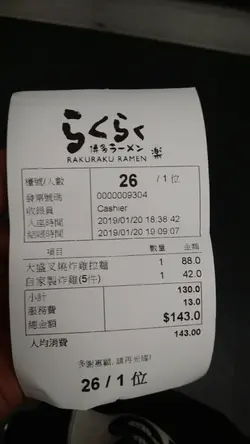 らくらく
博多ラーメン
RAKURAKU RAMEN 楽
檯號/人數 26 / 1 位
發票號碼 0000009304
收銀員 Cashier
入座時間 2019/01/20 18:38:42
結賬時間 2019/01/20 19:09:07
項目 數量 金額
大盛叉燒炸雞拉麵 1 88.0
自家製炸雞(5件) 1 42.0
小計 130.0
服務費 13.0
總金額 $143.0
人均消費 143.00
多謝惠顧, 請再光臨!
26 / 1 位